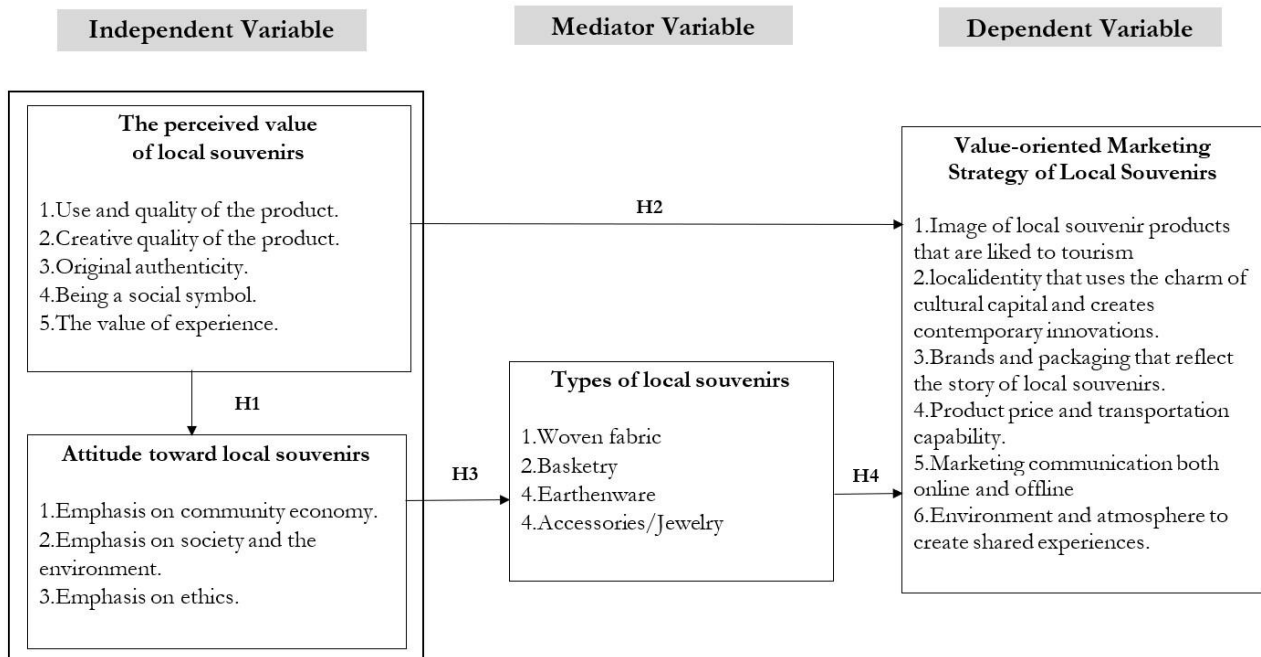 Independent Variable
Mediator Variable
Dependent Variable
The perceived value
of local souvenirs
1.Use and quality of the product.
2.Creative quality of the product.
3.Original authenticity.
4.Being a social symbol.
5.The value of experience.
H1
Attitude toward local souvenirs
1.Emphasis on community economy.
2.Emphasis on society and the
environment.
3.Emphasis on ethics.
H2
H3
Types of local souvenirs
1.Woven fabric
2.Basketry
4.Earthenware
4.Accessories/Jewelry
H4
Value-oriented Marketing
Strategy of Local Souvenirs
1.Image of local souvenir products
that are liked to tourism
2.localidentity that uses the charm of
cultural capital and creates
contemporary innovations.
3.Brands and packaging that reflect
the story of local souvenirs.
4.Product price and transportation
capability.
5.Marketing communication both
online and offline
6.Environment and atmosphere to
create shared experiences.